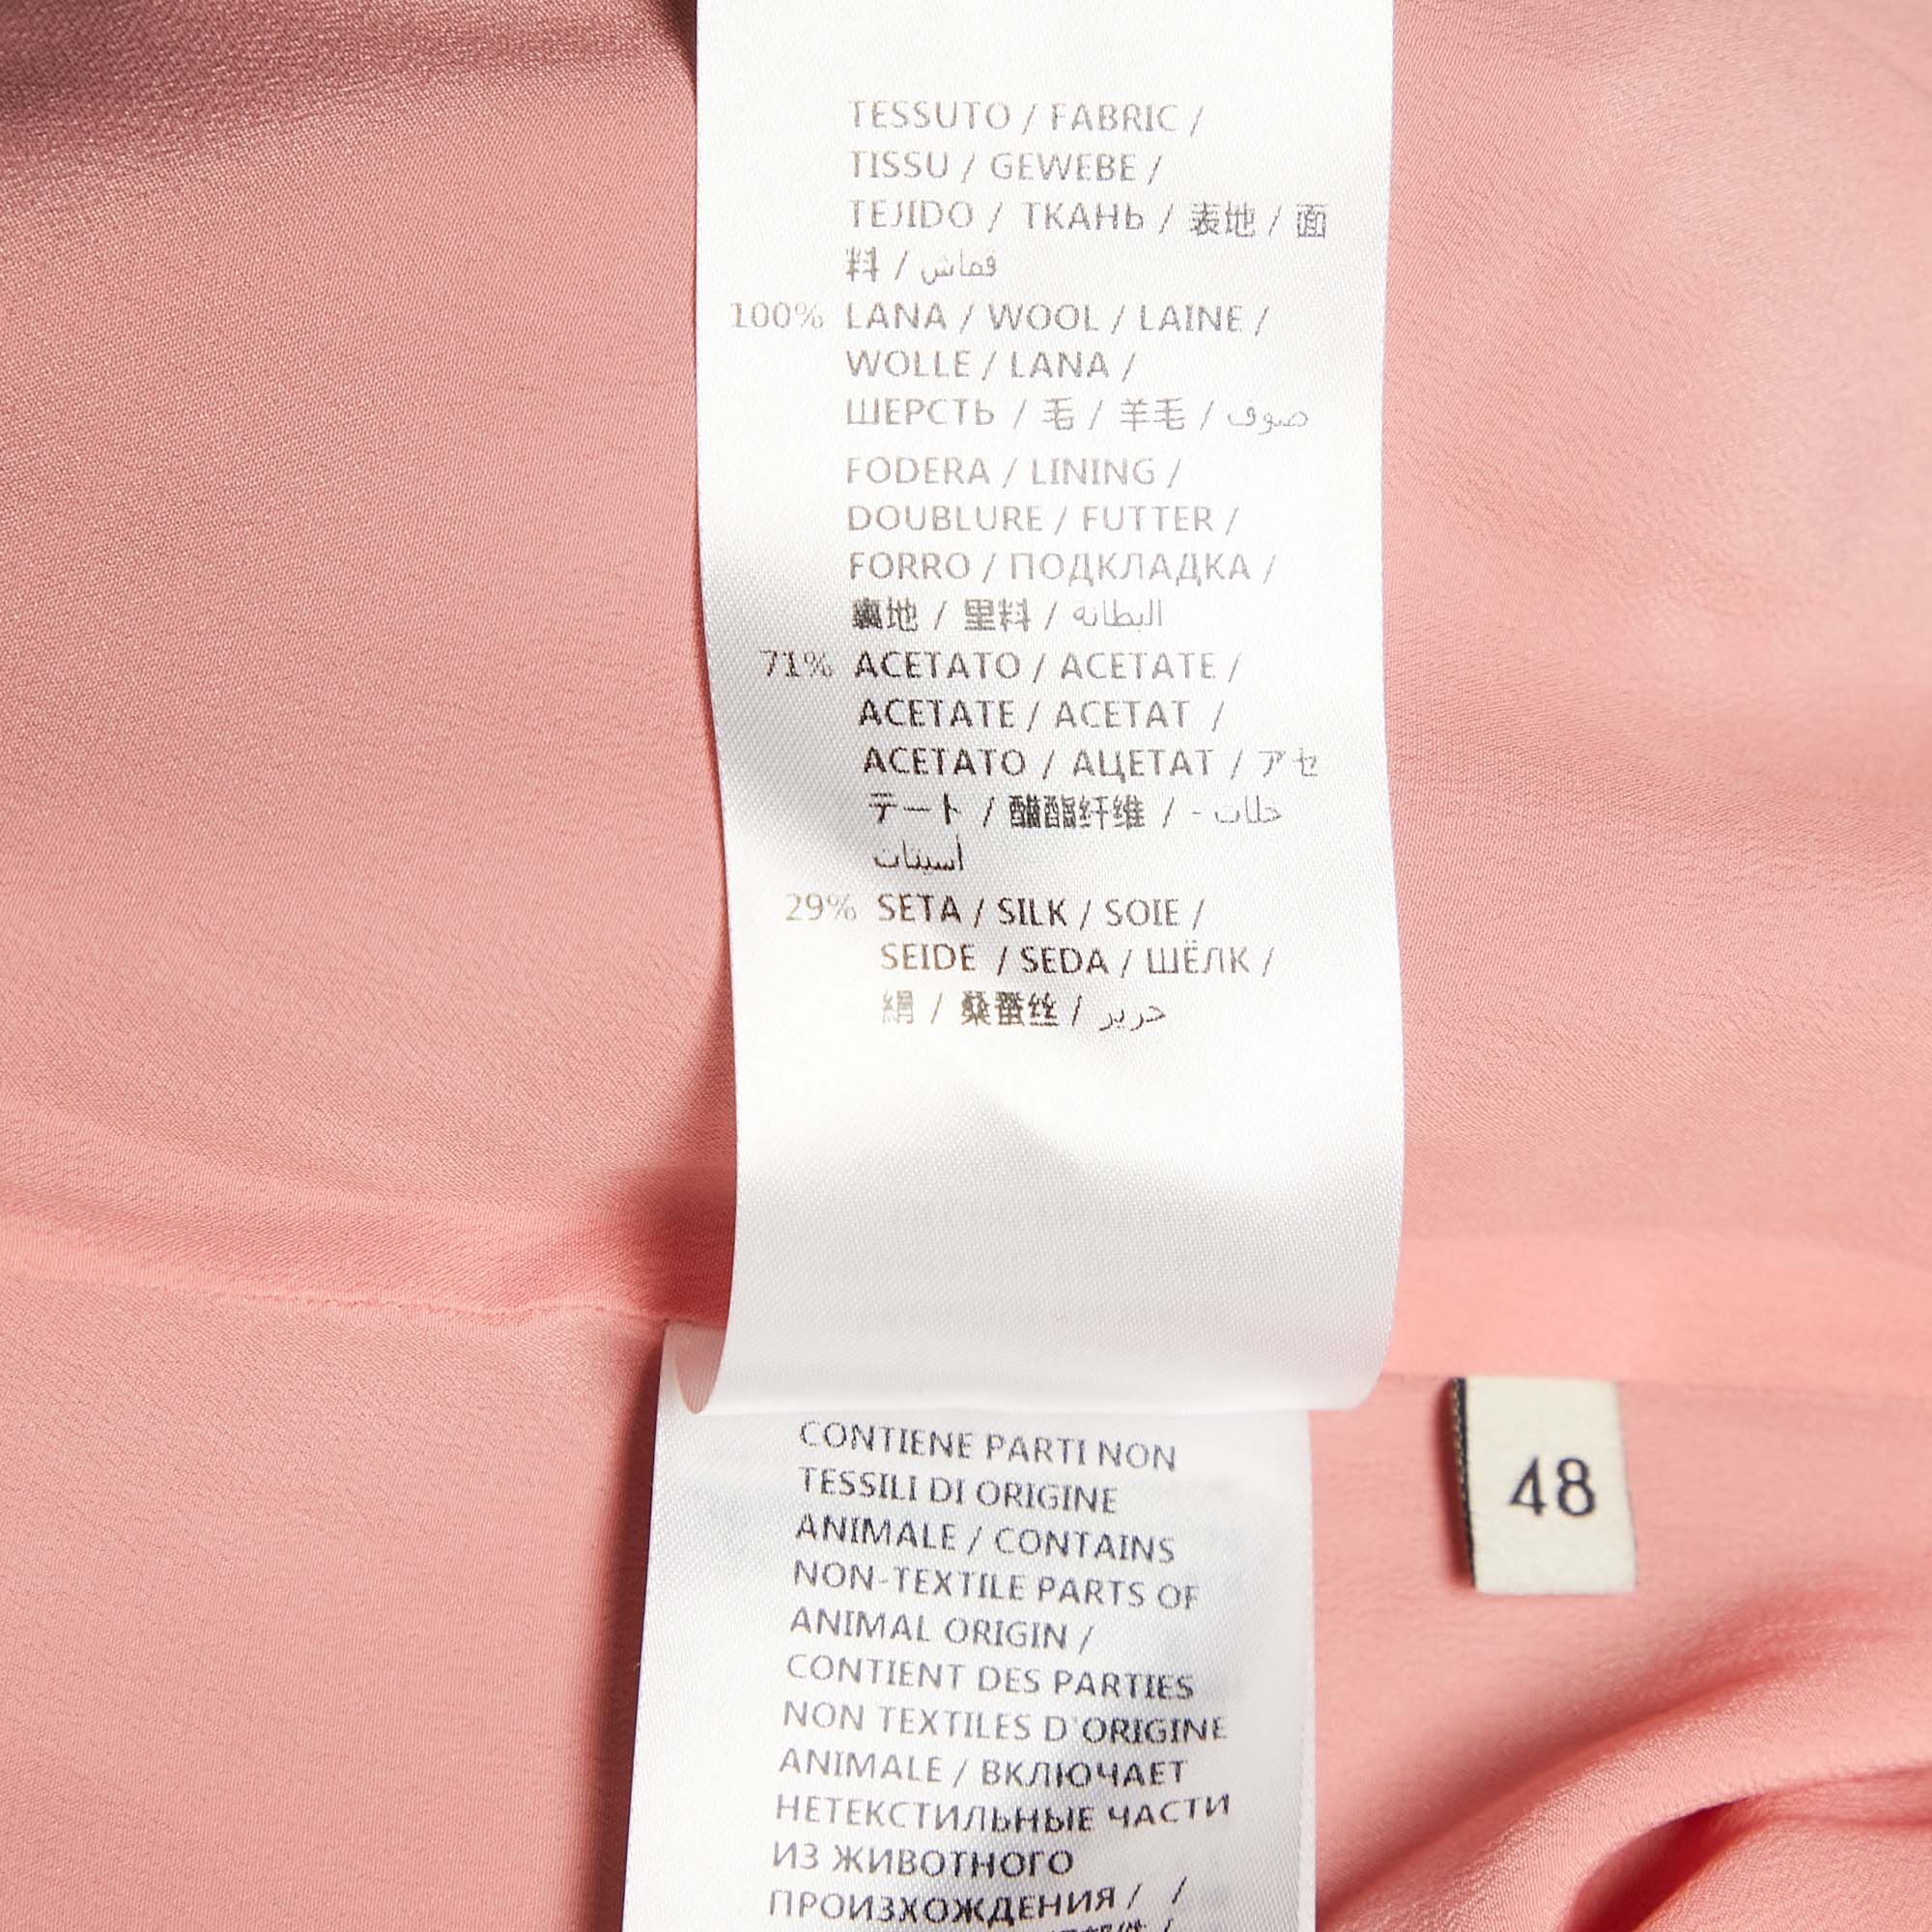 TESSUTO / FABRIC /
TISSU / GEWEBE /
TEJIDO / ТКАНЬ / 表地 / 面
料 / قماش
100% LANA / WOOL / LAINE /
WOLLE / LANA /
ШЕРСТЬ / 毛 / 羊毛 / صوف
FODERA / LINING /
DOUBLURE / FUTTER /
FORRO / ПОДКЛАДКА /
裏地 / 里料 / البطانه
71% ACETATO / ACETATE /
ACETATE / ACETAT /
ACETATO / АЦЕТАТ / アセ
テート / 醋酯纤维 / - خلات
أسيتات
29% SETA / SILK / SOIE /
SEIDE / SEDA / ШЁЛК /
絹 / 桑蚕丝 / حرير
CONTIENE PARTI NON
TESSILI DI ORIGINE
ANIMALE / CONTAINS
NON-TEXTILE PARTS OF
ANIMAL ORIGIN /
CONTIENT DES PARTIES
NON TEXTILES D'ORIGINE
ANIMALE / ВКЛЮЧАЕТ
НЕТЕКСТИЛЬНЫЕ ЧАСТИ
ИЗ ЖИВОТНОГО
ПРОИЗХОЖДЕНИЯ / /
48